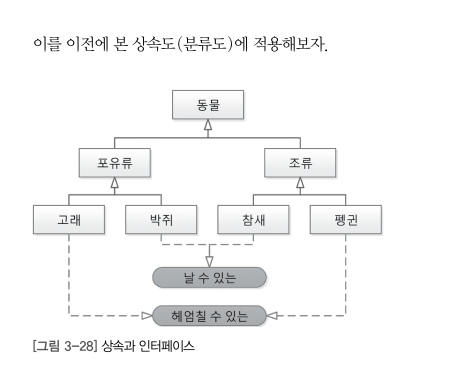 이를 이전에 본 상속도(분류도)에 적용해보자.
동물
포유류
조류
고래
박쥐
참새
펭귄
날 수 있는
헤엄칠 수 있는
[그림 3-28] 상속과 인터페이스